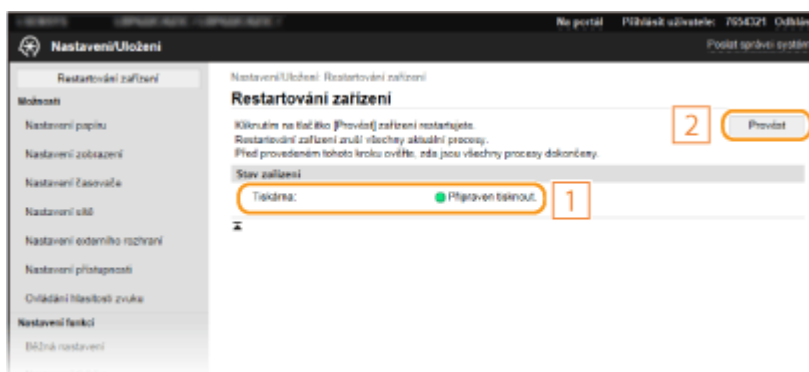 Na portál Přihlásit uživatele: 7654321 Odhlás
Nastavení/Uložení
Poslat správci systém
Restartování zařízení
Možnosti
Nastavení papíru
Nastavení zobrazení
Nastavení časovače
Nastavení sítě
Nastavení externího rozhraní
Nastavení přístupnosti
Ovládání hlasitosti zvuku
Nastavení funkcí
Běžná nastavení
Nastavení/Uložení: Restartování zařízení
Restartování zařízení
Kliknutím na tlačítko [Provést] zařízení restartujete.
Restartování zařízení zruší všechny aktuální procesy.
Před provedeném tohoto kroku ověřte, zda jsou všechny procesy dokončeny.
2 Provést
Stav zařízení
Tiskárna: Připraven tisknout. 1